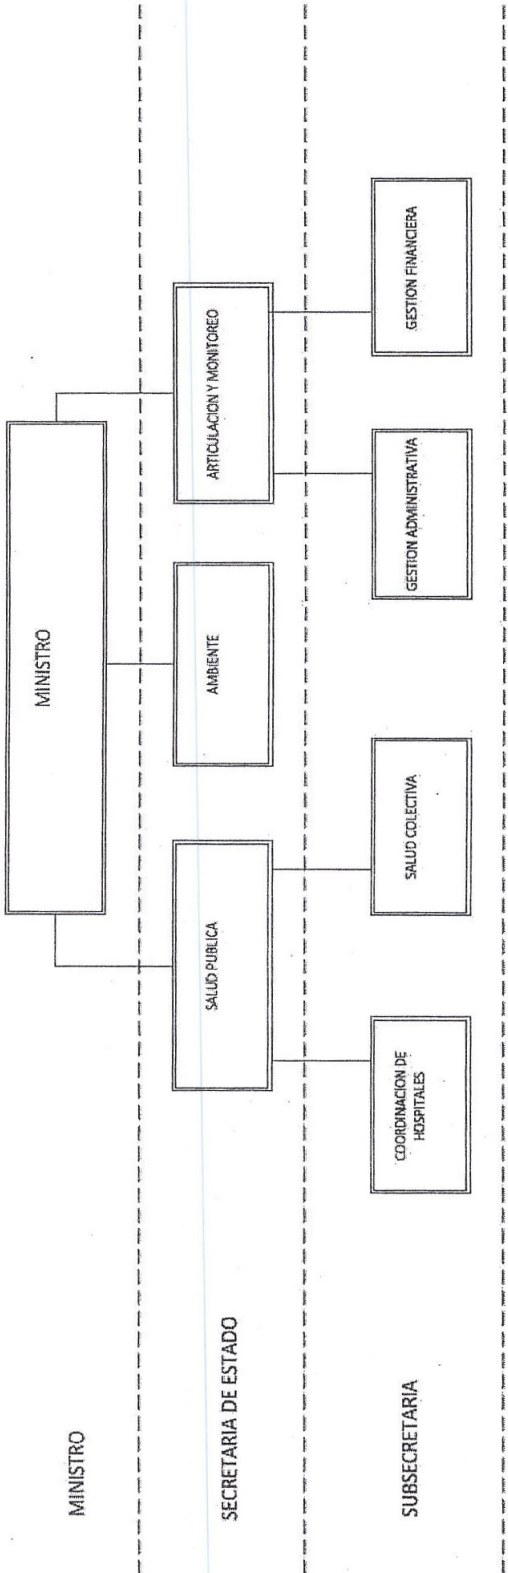 MINISTRO
MINISTRO
SECRETARIA DE ESTADO
SALUD PUBLICA
AMBIENTE
ARTICULACION Y MONITOREO
SUBSECRETARIA
COORDINACION DE
HOSPITALES
SALUD COLECTIVA
GESTION ADMINISTRATIVA
GESTION FINANCIERA